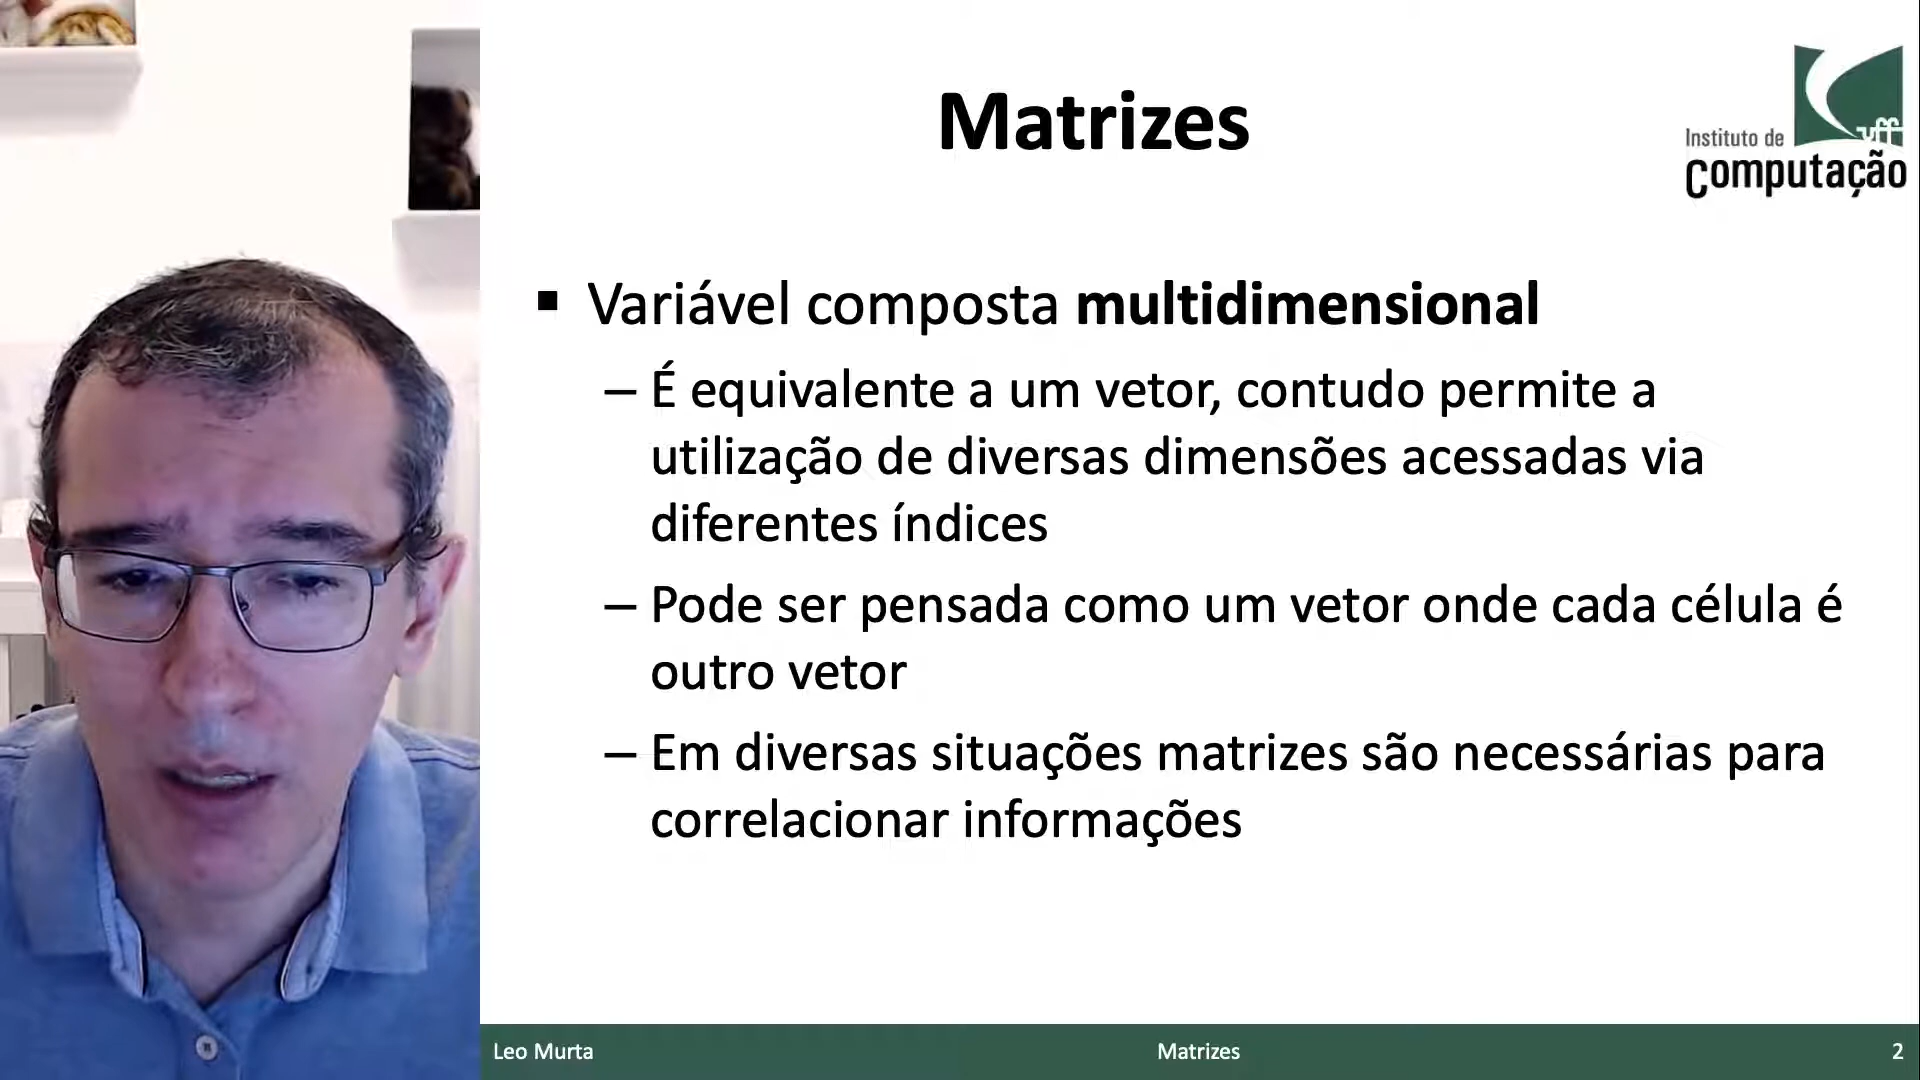 Matrizes
Instituto de
uff
Computação
▪ Variável composta multidimensional
– É equivalente a um vetor, contudo permite a
utilização de diversas dimensões acessadas via
diferentes índices
– Pode ser pensada como um vetor onde cada célula é
outro vetor
– Em diversas situações matrizes são necessárias para
correlacionar informações
Leo Murta
Matrizes
2